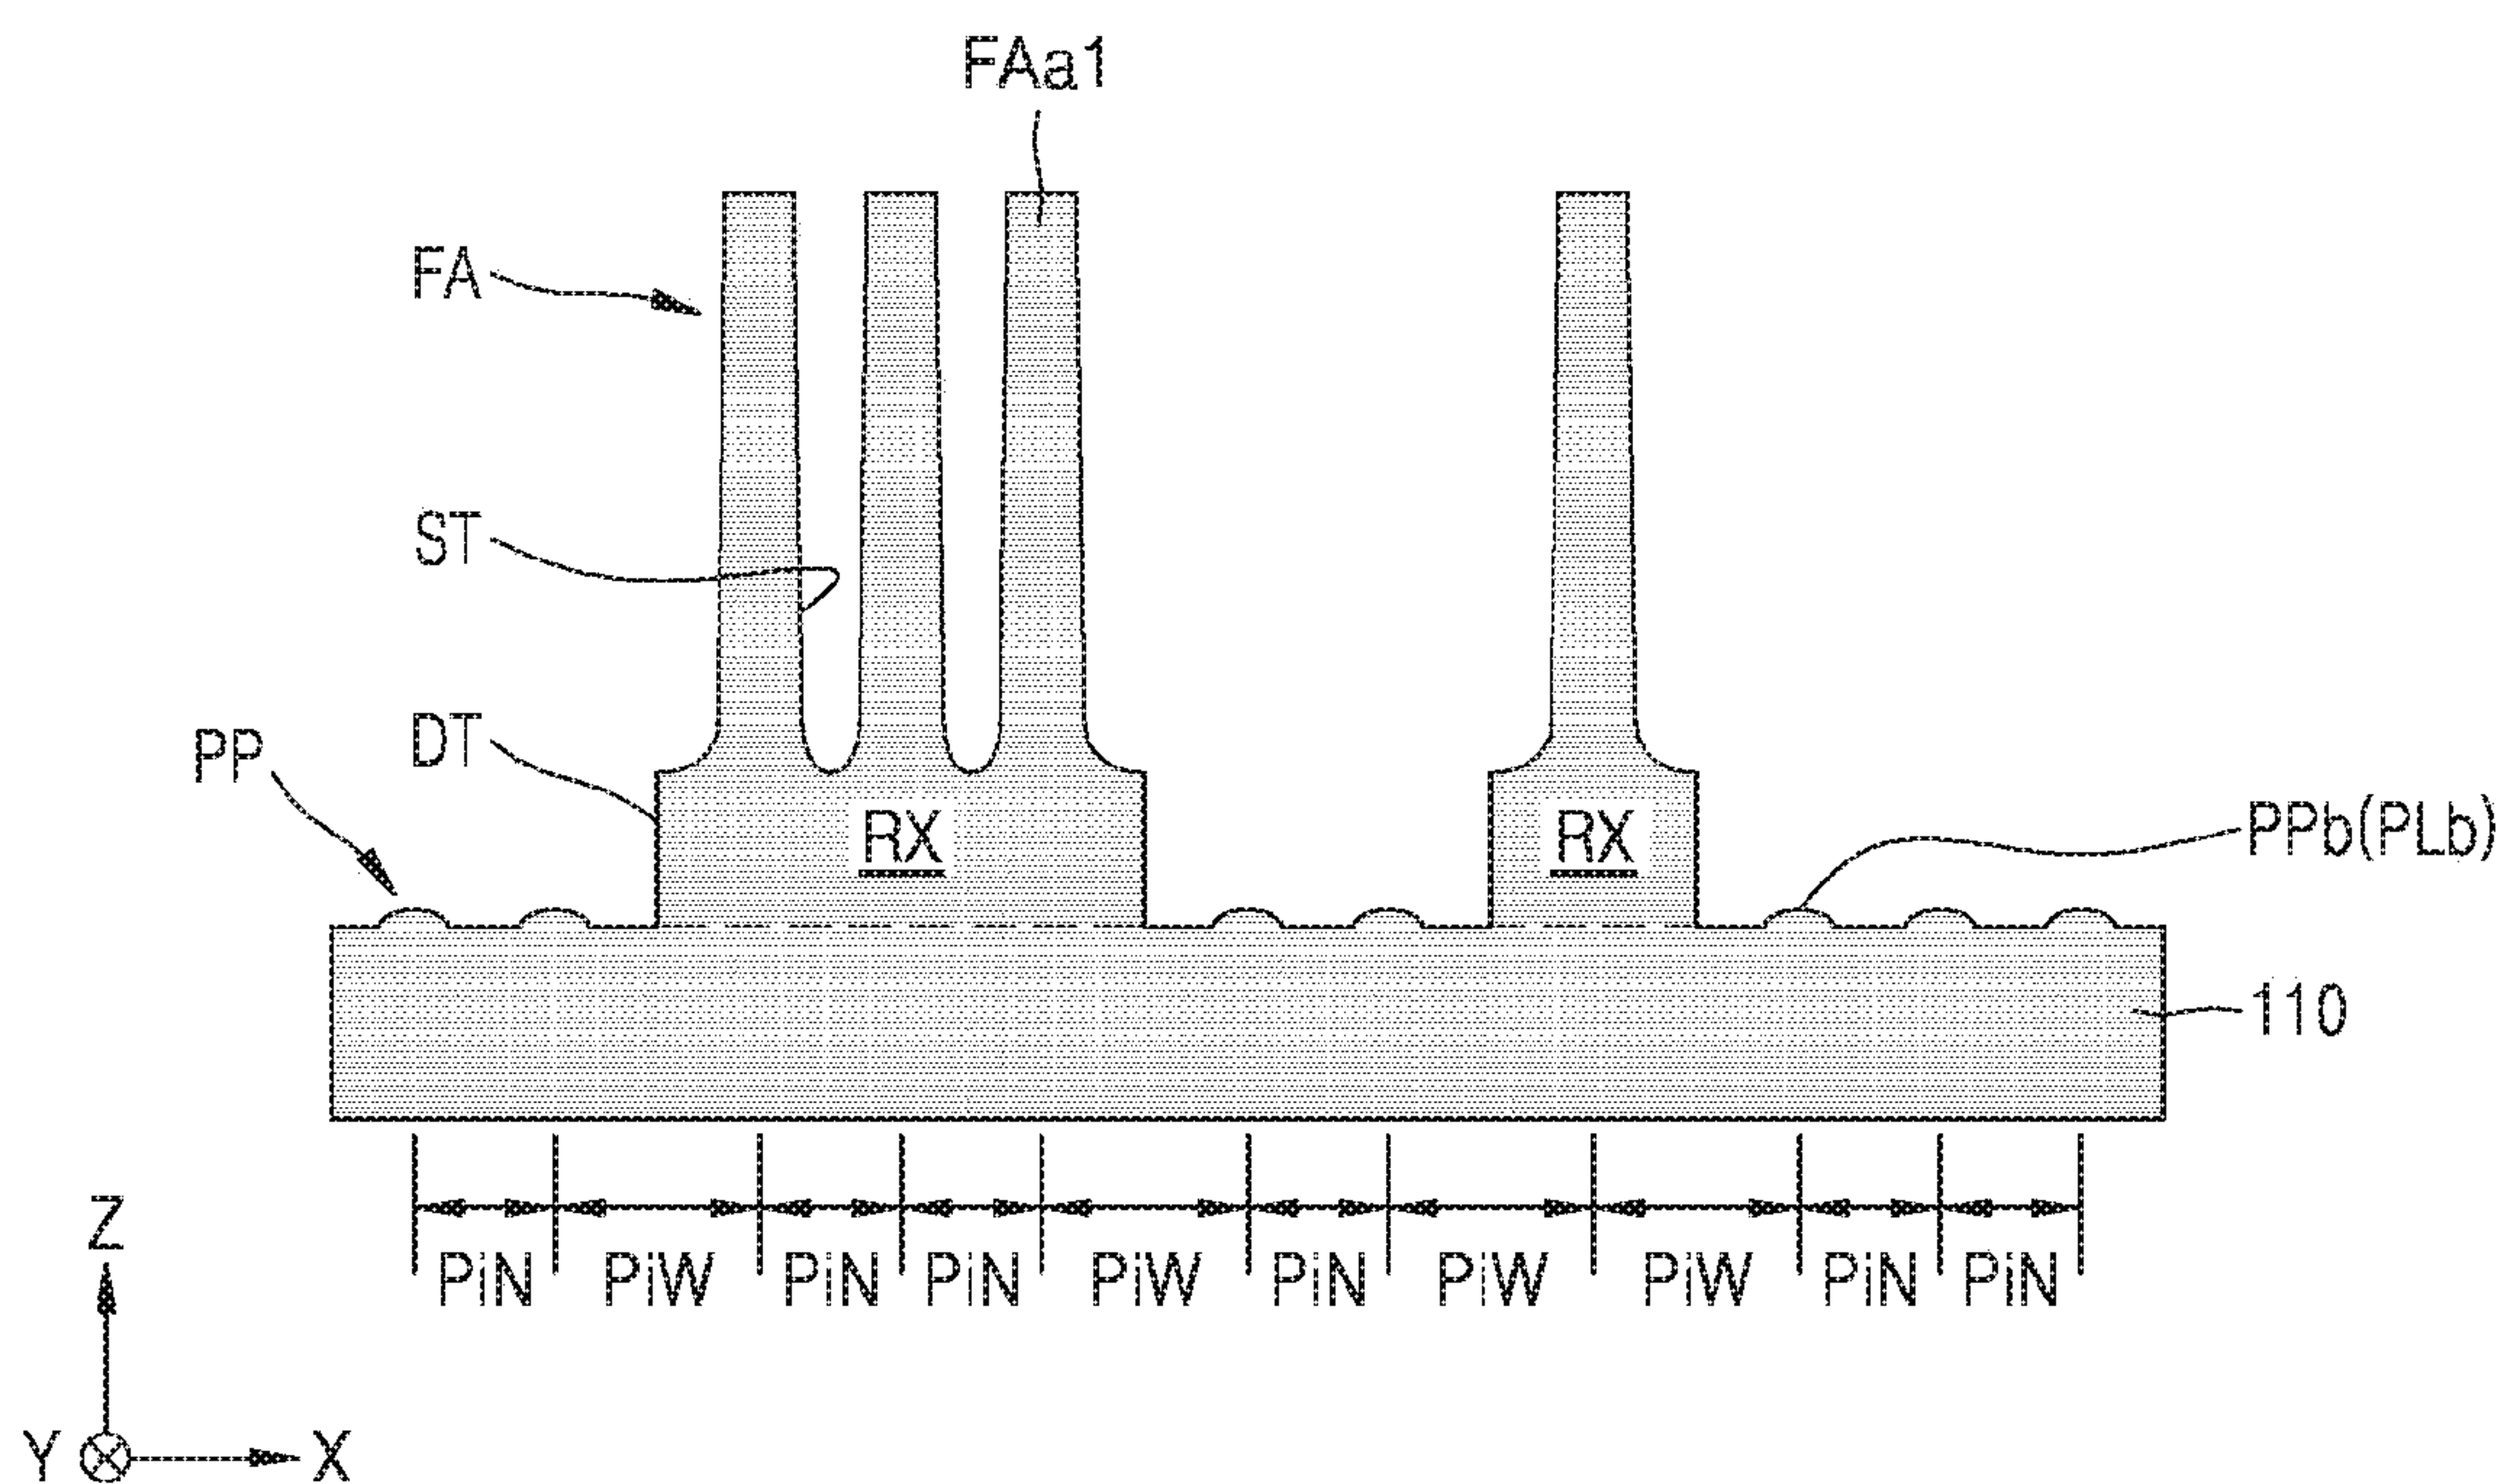 FAa1
FA
ST
DT
PP
RX RX
PPb(PLb)
110
PiN PiW PiN PiN PiW PiN PiW PiW PiN PiN
Z
Y X